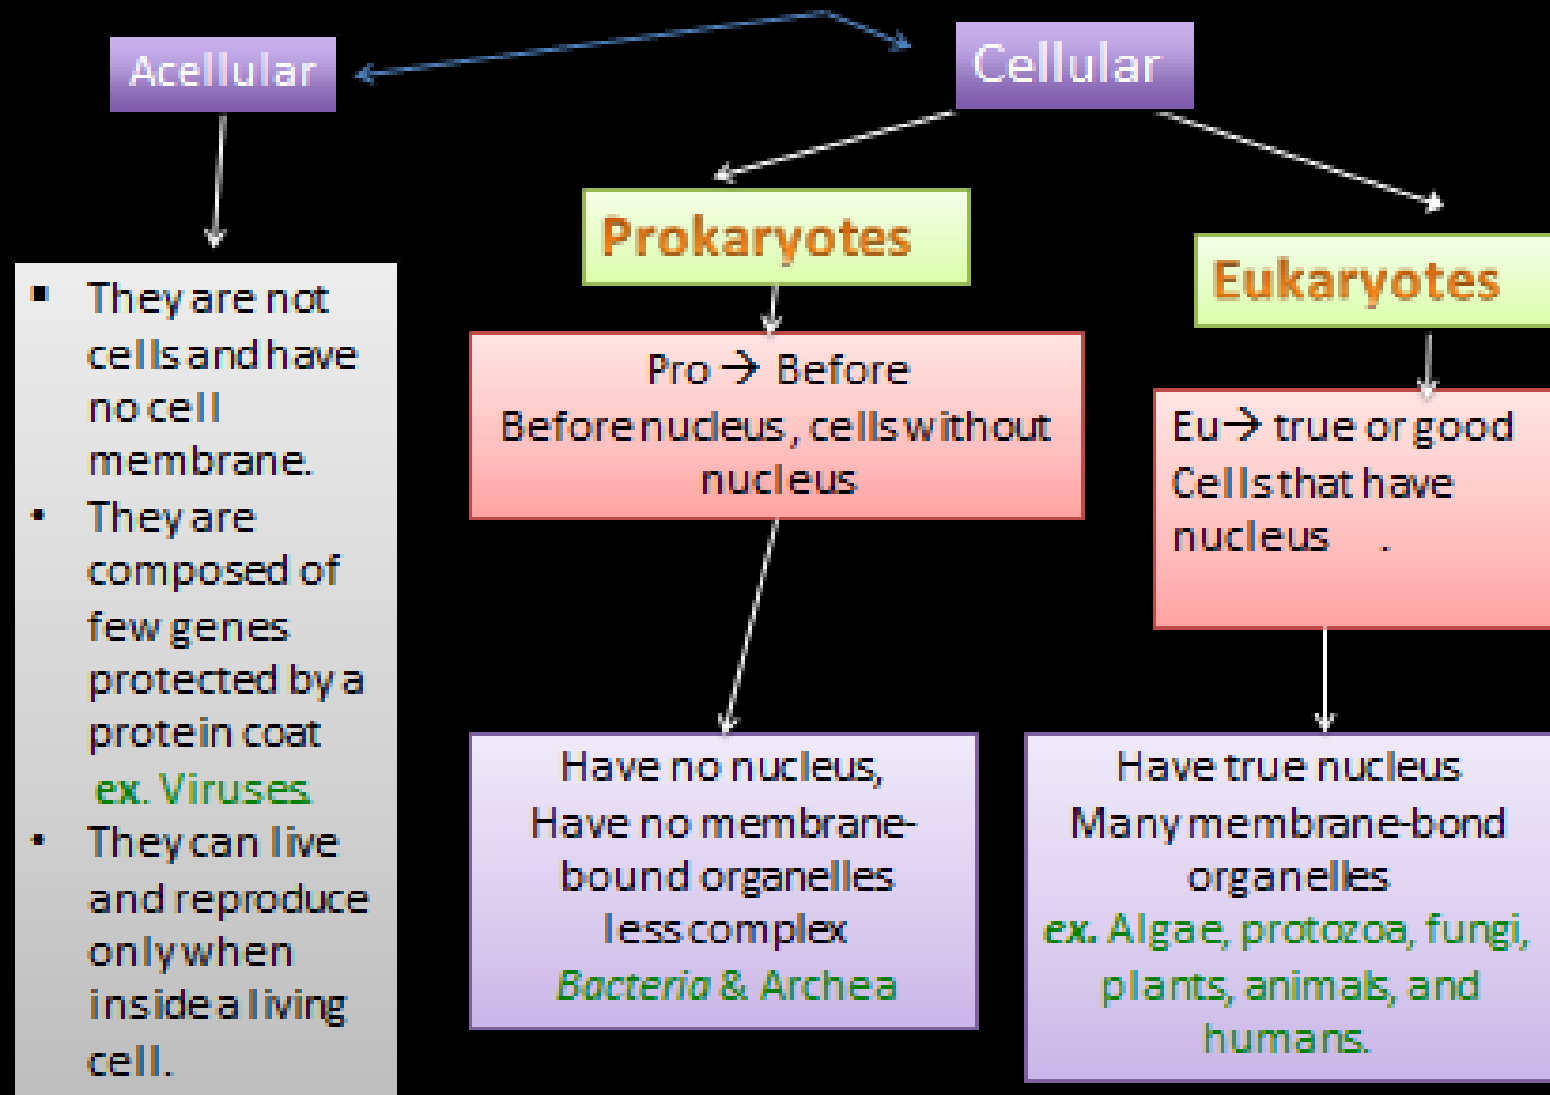 Acellular
Cellular
Prokaryotes
Eukaryotes
▪ They are not
cells and have
no cell
membrane.
• They are
composed of
few genes
protected by a
protein coat
ex. Viruses.
• They can live
and reproduce
only when
inside a living
cell.
Pro → Before
Before nucleus, cells without
nucleus
Eu → true or good
Cells that have
nucleus .
Have no nucleus,
Have no membrane-
bound organelles
less complex
Bacteria & Archea
Have true nucleus
Many membrane-bond
organelles
ex. Algae, protozoa, fungi,
plants, animals, and
humans.